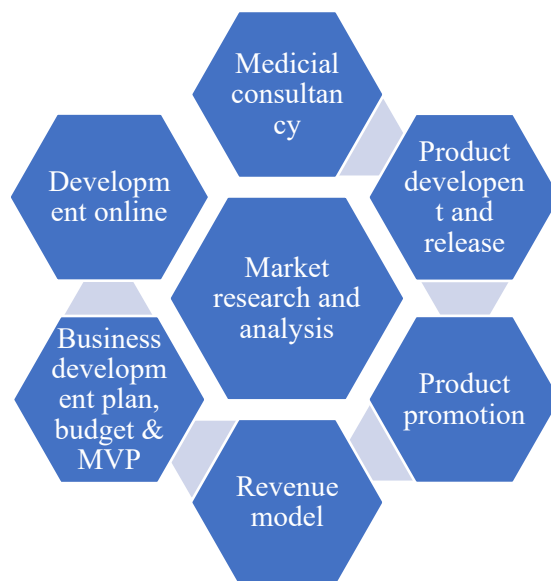 Medicial
consultan
cy
Product
developen
t and
release
Developm
ent online
Market
research and
analysis
Business
developm
ent plan,
budget &
MVP
Product
promotion
Revenue
model